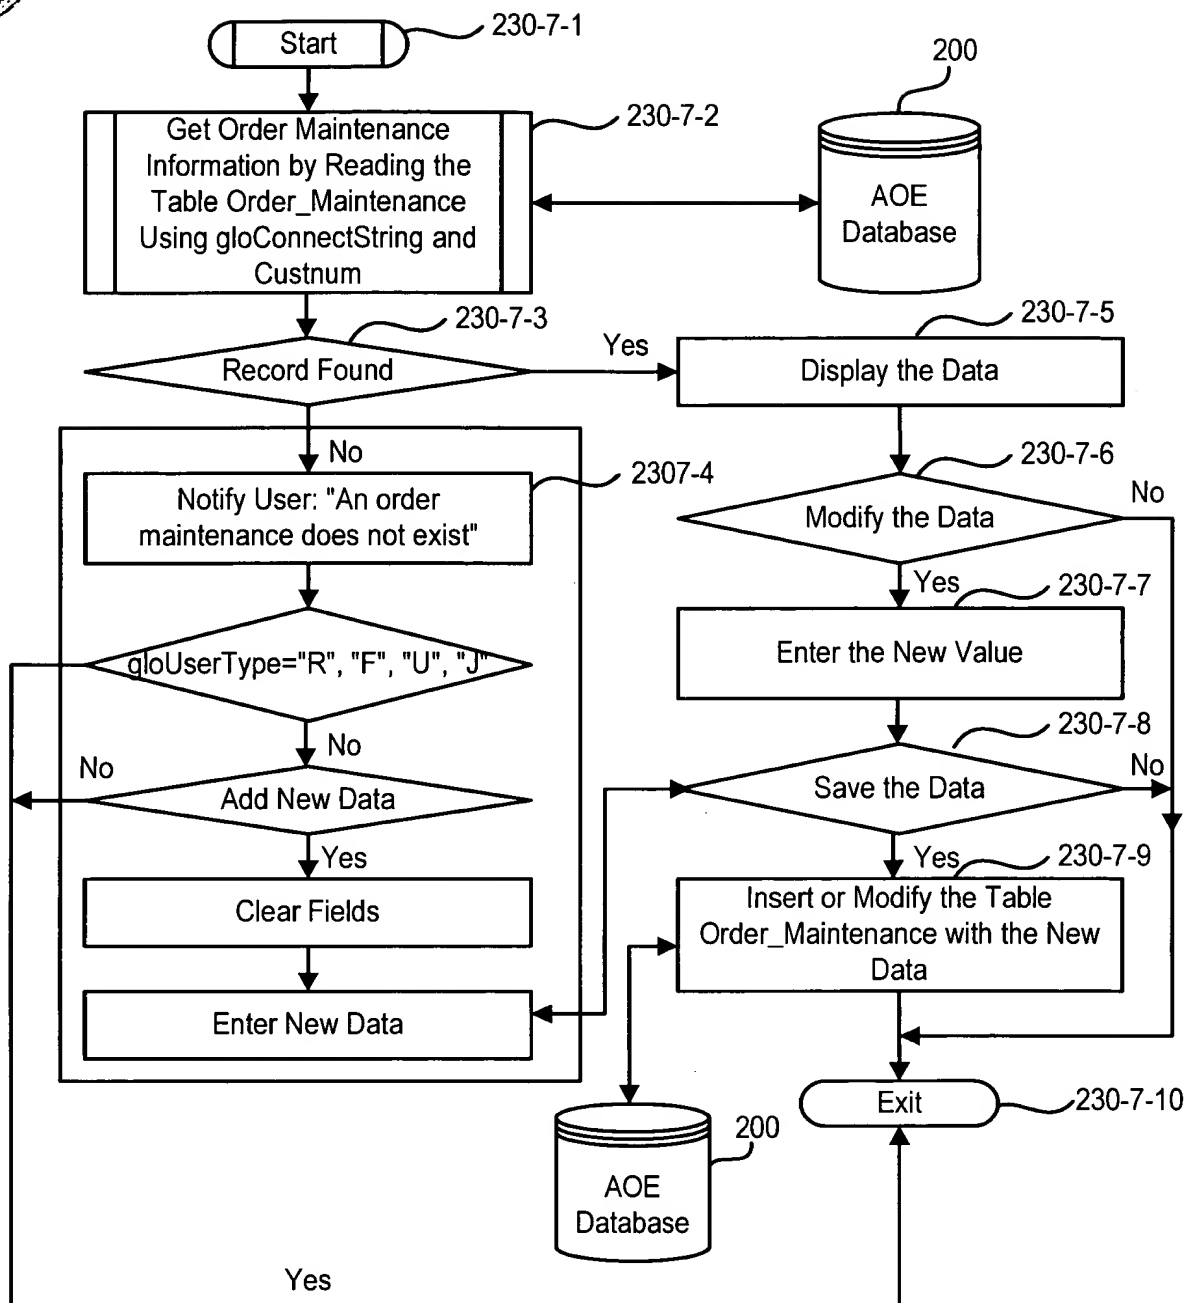 Start
230-7-1
200
Get Order Maintenance
Information by Reading the
Table Order_Maintenance
Using gloConnectString and
Custnum
230-7-2
AOE
Database
230-7-3
Record Found
Yes
230-7-5
Display the Data
No
Notify User: "An order
maintenance does not exist"
2307-4
230-7-6
Modify the Data
No
Yes
230-7-7
gloUserType="R", "F", "U", "J"
Enter the New Value
No
230-7-8
No
Add New Data
Save the Data
No
Yes
Yes
230-7-9
Clear Fields
Insert or Modify the Table
Order_Maintenance with the New
Data
Enter New Data
Exit
230-7-10
200
AOE
Database
Yes